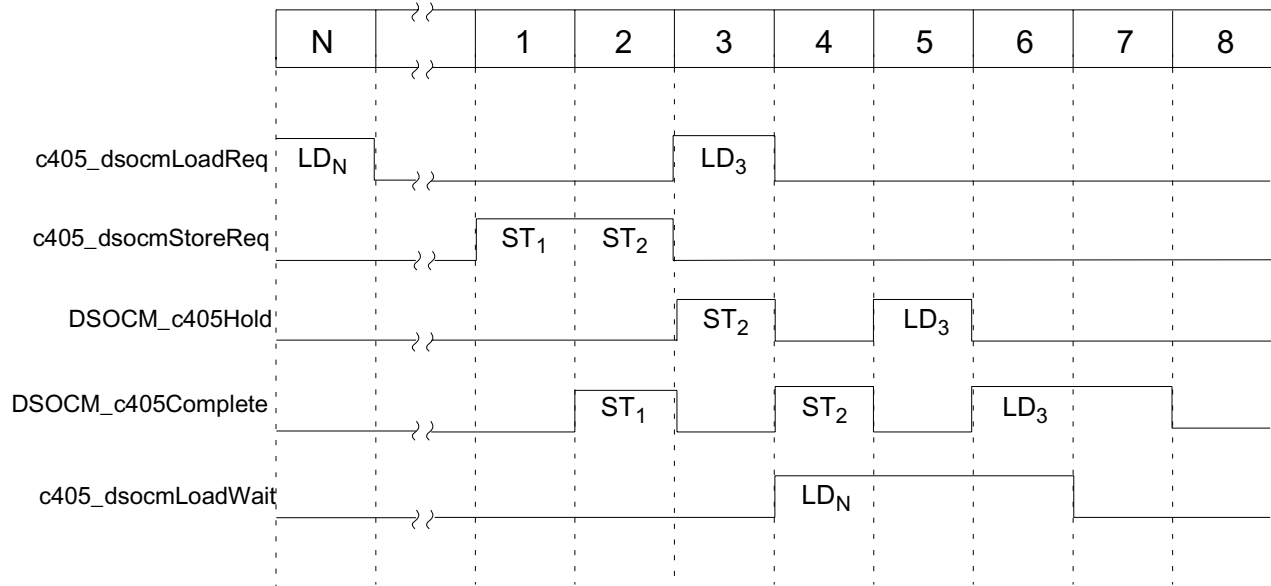 N 1 2 3 4 5 6 7 8
c405_dsocmLoadReq LDN LD3
c405_dsocmStoreReq ST1 ST2
DSOCM_c405Hold ST2 LD3
DSOCM_c405Complete ST1 ST2 LD3
c405_dsocmLoadWait LDN